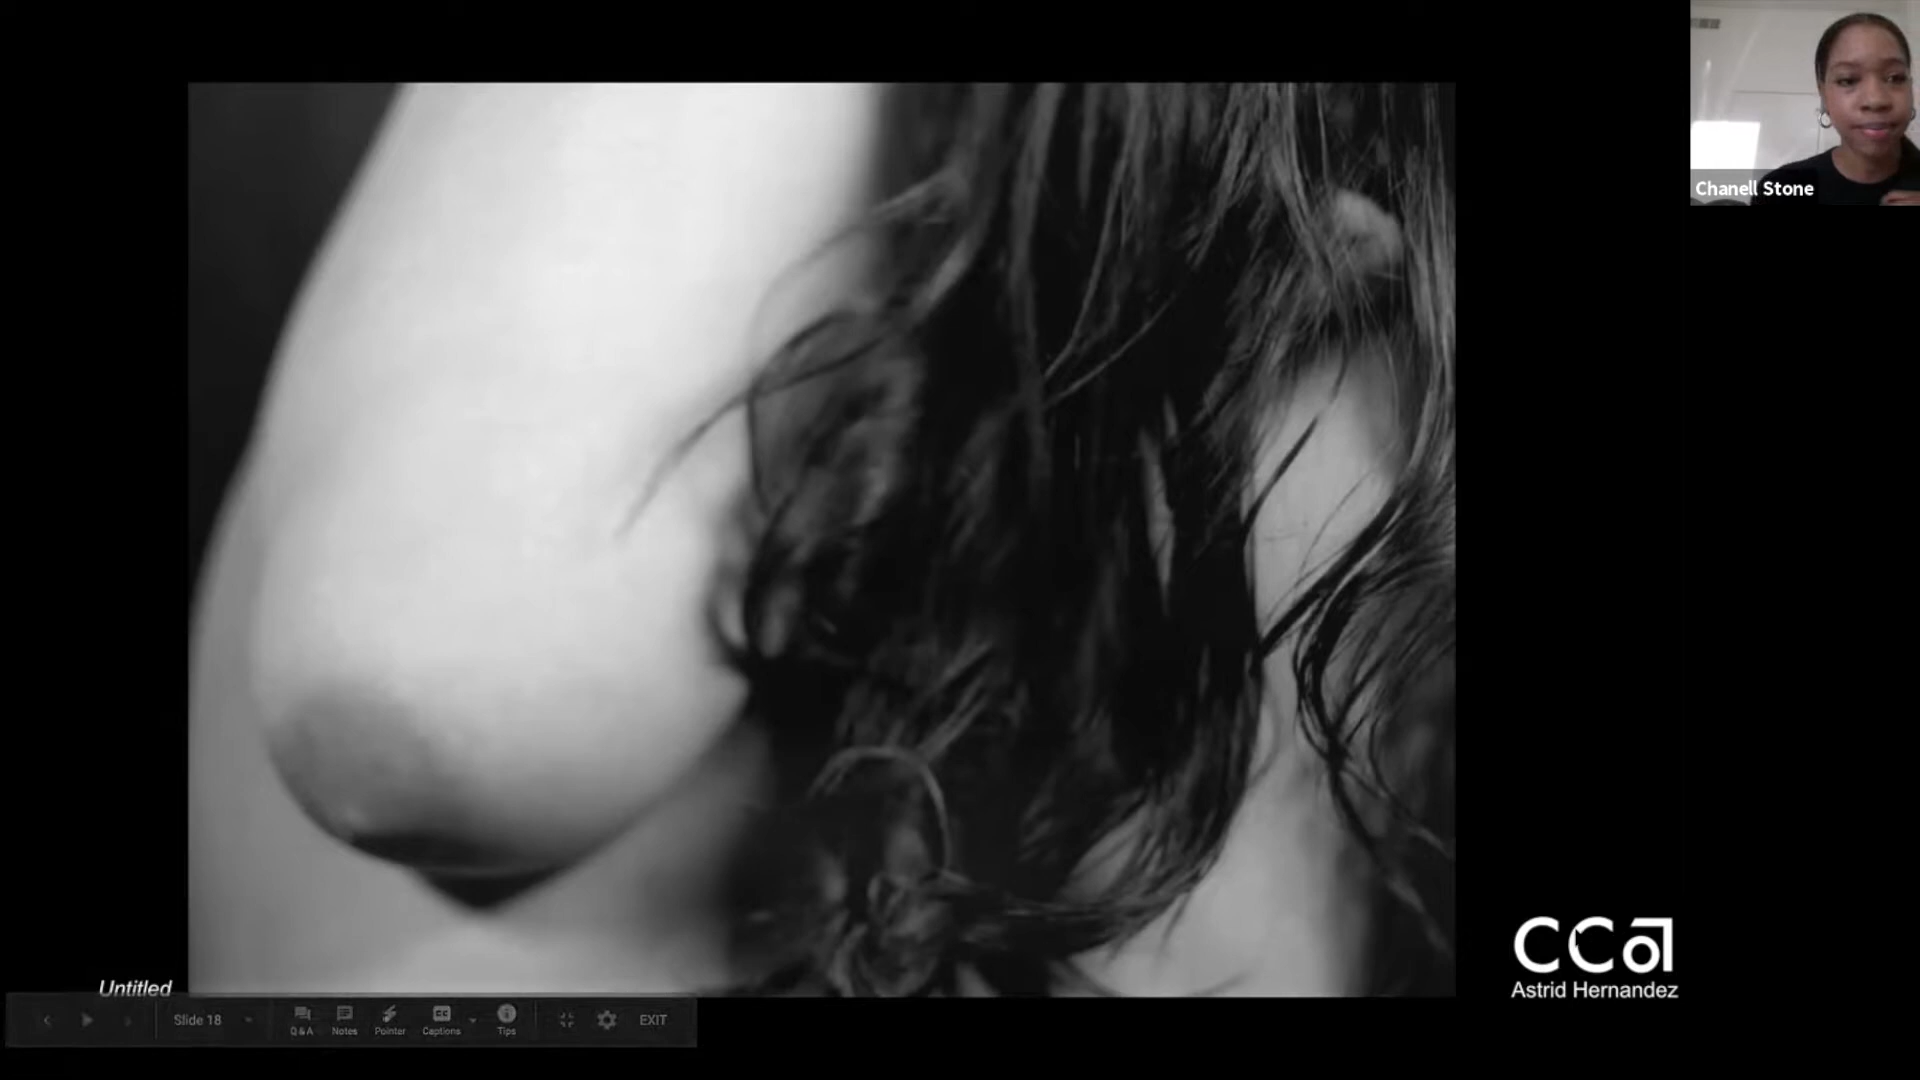 Chanell Stone
CCa
Astrid Hernandez
Untitled
Slide 18
Q&A
Notes
Pointer
Captions
Tips
EXIT